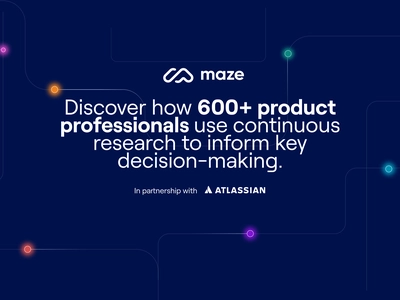 maze
Discover how 600+ product
professionals use continuous
research to inform key
decision-making.
In partnership with ATLASSIAN